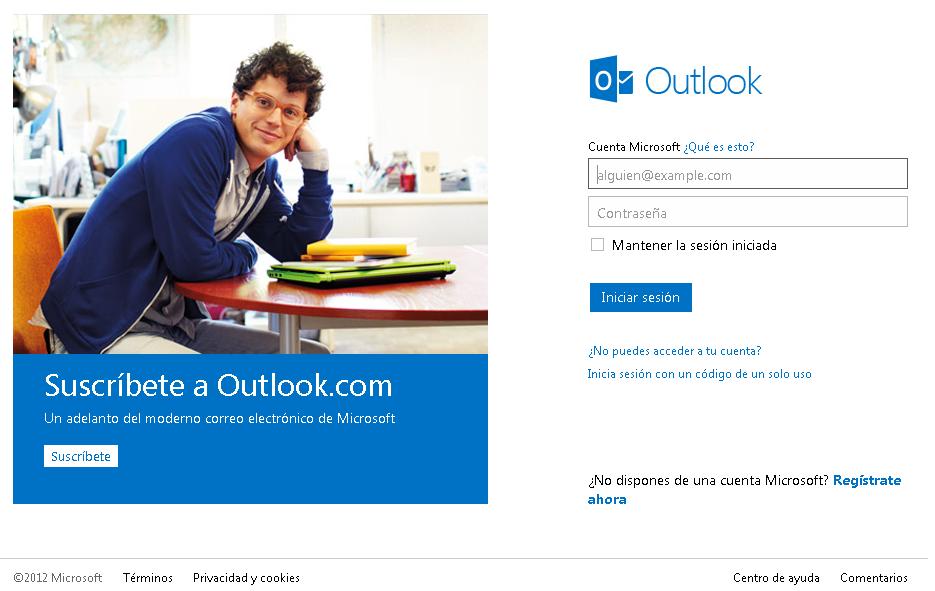 Outlook
Cuenta Microsoft ¿Qué es esto?
alguien@example.com
Contraseña
Mantener la sesión iniciada
Iniciar sesión
¿No puedes acceder a tu cuenta?
Inicia sesión con un código de un solo uso
Suscríbete a Outlook.com
Un adelanto del moderno correo electrónico de Microsoft
Suscríbete
¿No dispones de una cuenta Microsoft? Regístrate
ahora
©2012 Microsoft Términos Privacidad y cookies Centro de ayuda Comentarios